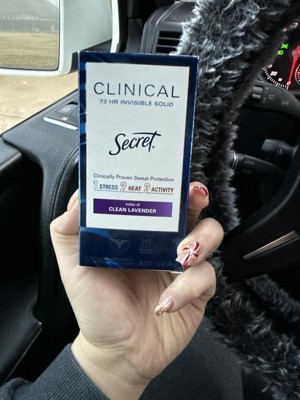 CLINICAL
72 HR INVISIBLE SOLID
Secret.
Clinically Proven Sweat Protection
1 STRESS 2 HEAT 3 ACTIVITY
notes of
CLEAN LAVENDER